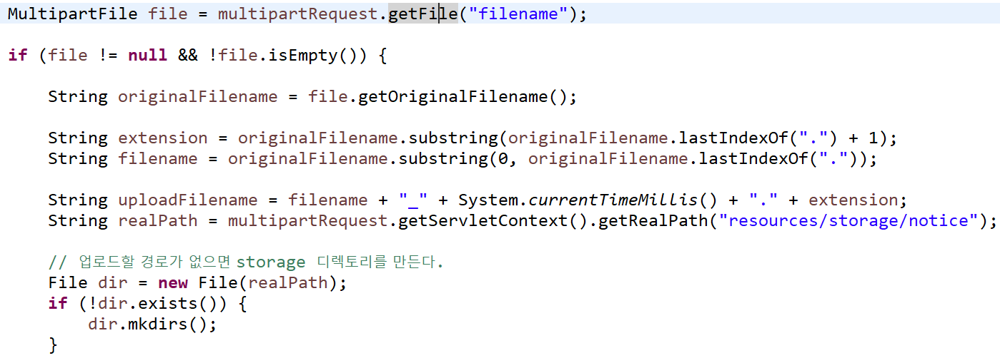 MultipartFile file = multipartRequest.getFile("filename");
if (file != null && !file.isEmpty()) {
String originalFilename = file.getOriginalFilename();
String extension = originalFilename.substring(originalFilename.lastIndexOf(".") + 1);
String filename = originalFilename.substring(0, originalFilename.lastIndexOf("."));
String uploadFilename = filename + "_" + System.currentTimeMillis() + "." + extension;
String realPath = multipartRequest.getServletContext().getRealPath("resources/storage/notice");
// 업로드할 경로가 없으면 storage 디렉토리를 만든다.
File dir = new File(realPath);
if (!dir.exists()) {
dir.mkdirs();
}